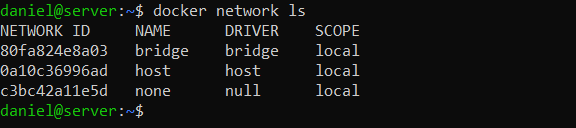 daniel@server:~$ docker network ls
NETWORK ID     NAME      DRIVER    SCOPE
80fa824e8a03   bridge    bridge    local
0a10c36996ad   host      host      local
c3bc42a11e5d   none      null      local
daniel@server:~$